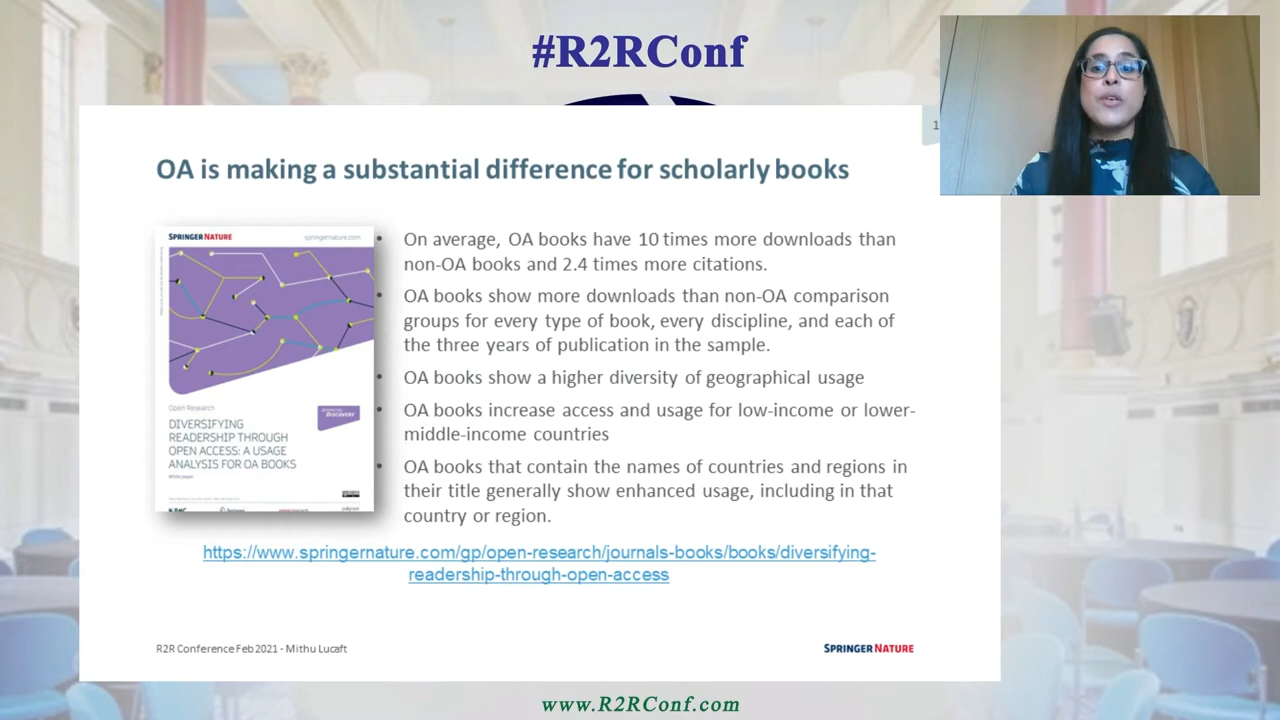 #R2RConf
1
OA is making a substantial difference for scholarly books
SPRINGER NATURE
springernature.com
Open Research
DIVERSIFYING
READERSHIP THROUGH
OPEN ACCESS: A USAGE
ANALYSIS FOR OA BOOKS
White paper
ADVANCING
DISCOVERY
• On average, OA books have 10 times more downloads than
non-OA books and 2.4 times more citations.
• OA books show more downloads than non-OA comparison
groups for every type of book, every discipline, and each of
the three years of publication in the sample.
• OA books show a higher diversity of geographical usage
• OA books increase access and usage for low-income or lower-
middle-income countries
• OA books that contain the names of countries and regions in
their title generally show enhanced usage, including in that
country or region.
https://www.springernature.com/gp/open-research/journals-books/books/diversifying-
readership-through-open-access
R2R Conference Feb 2021 - Mithu Lucaft
SPRINGER NATURE
www.R2RConf.com